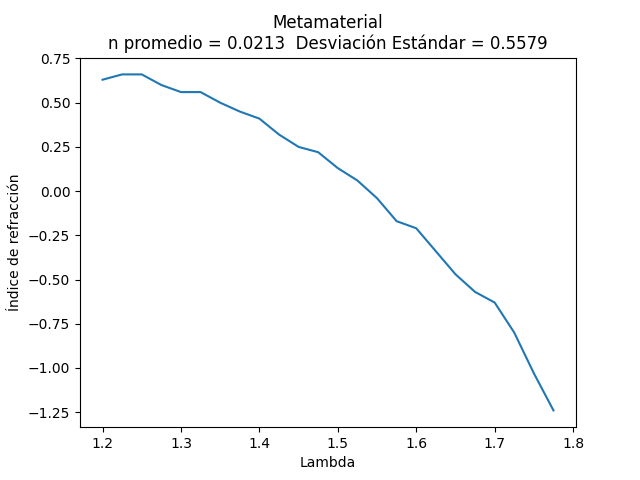 Metamaterial
n promedio = 0.0213  Desviación Estándar = 0.5579
0.75
0.50
0.25
0.00
−0.25
−0.50
−0.75
−1.00
−1.25
Índice de refracción
1.2 1.3 1.4 1.5 1.6 1.7 1.8
Lambda